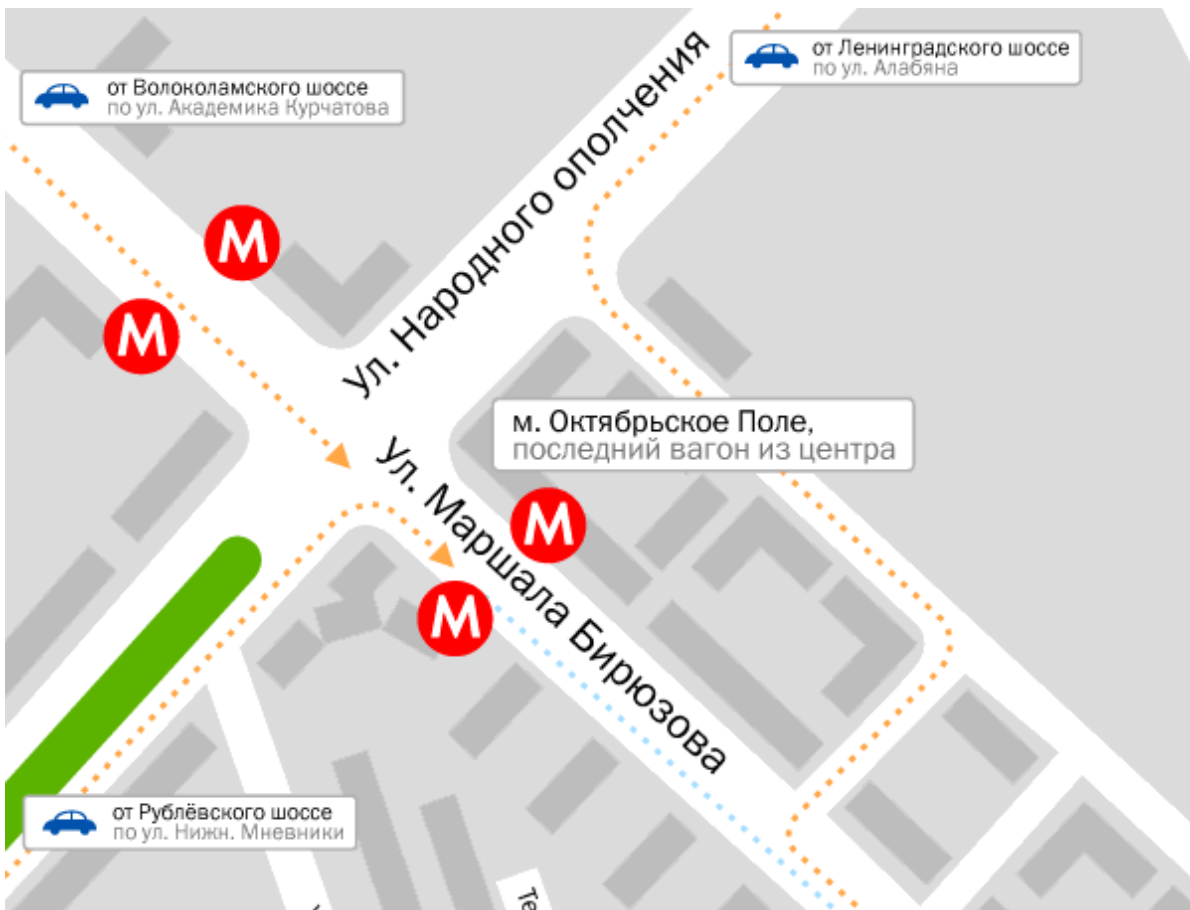 от Ленинградского шоссе
по ул. Алабяна
от Волоколамского шоссе
по ул. Академика Курчатова
Ул. Народного ополчения
М
М
м. Октябрьское Поле,
последний вагон из центра
Ул. Маршала Бирюзова
М
М
от Рублёвского шоссе
по ул. Нижн. Мневники
Те